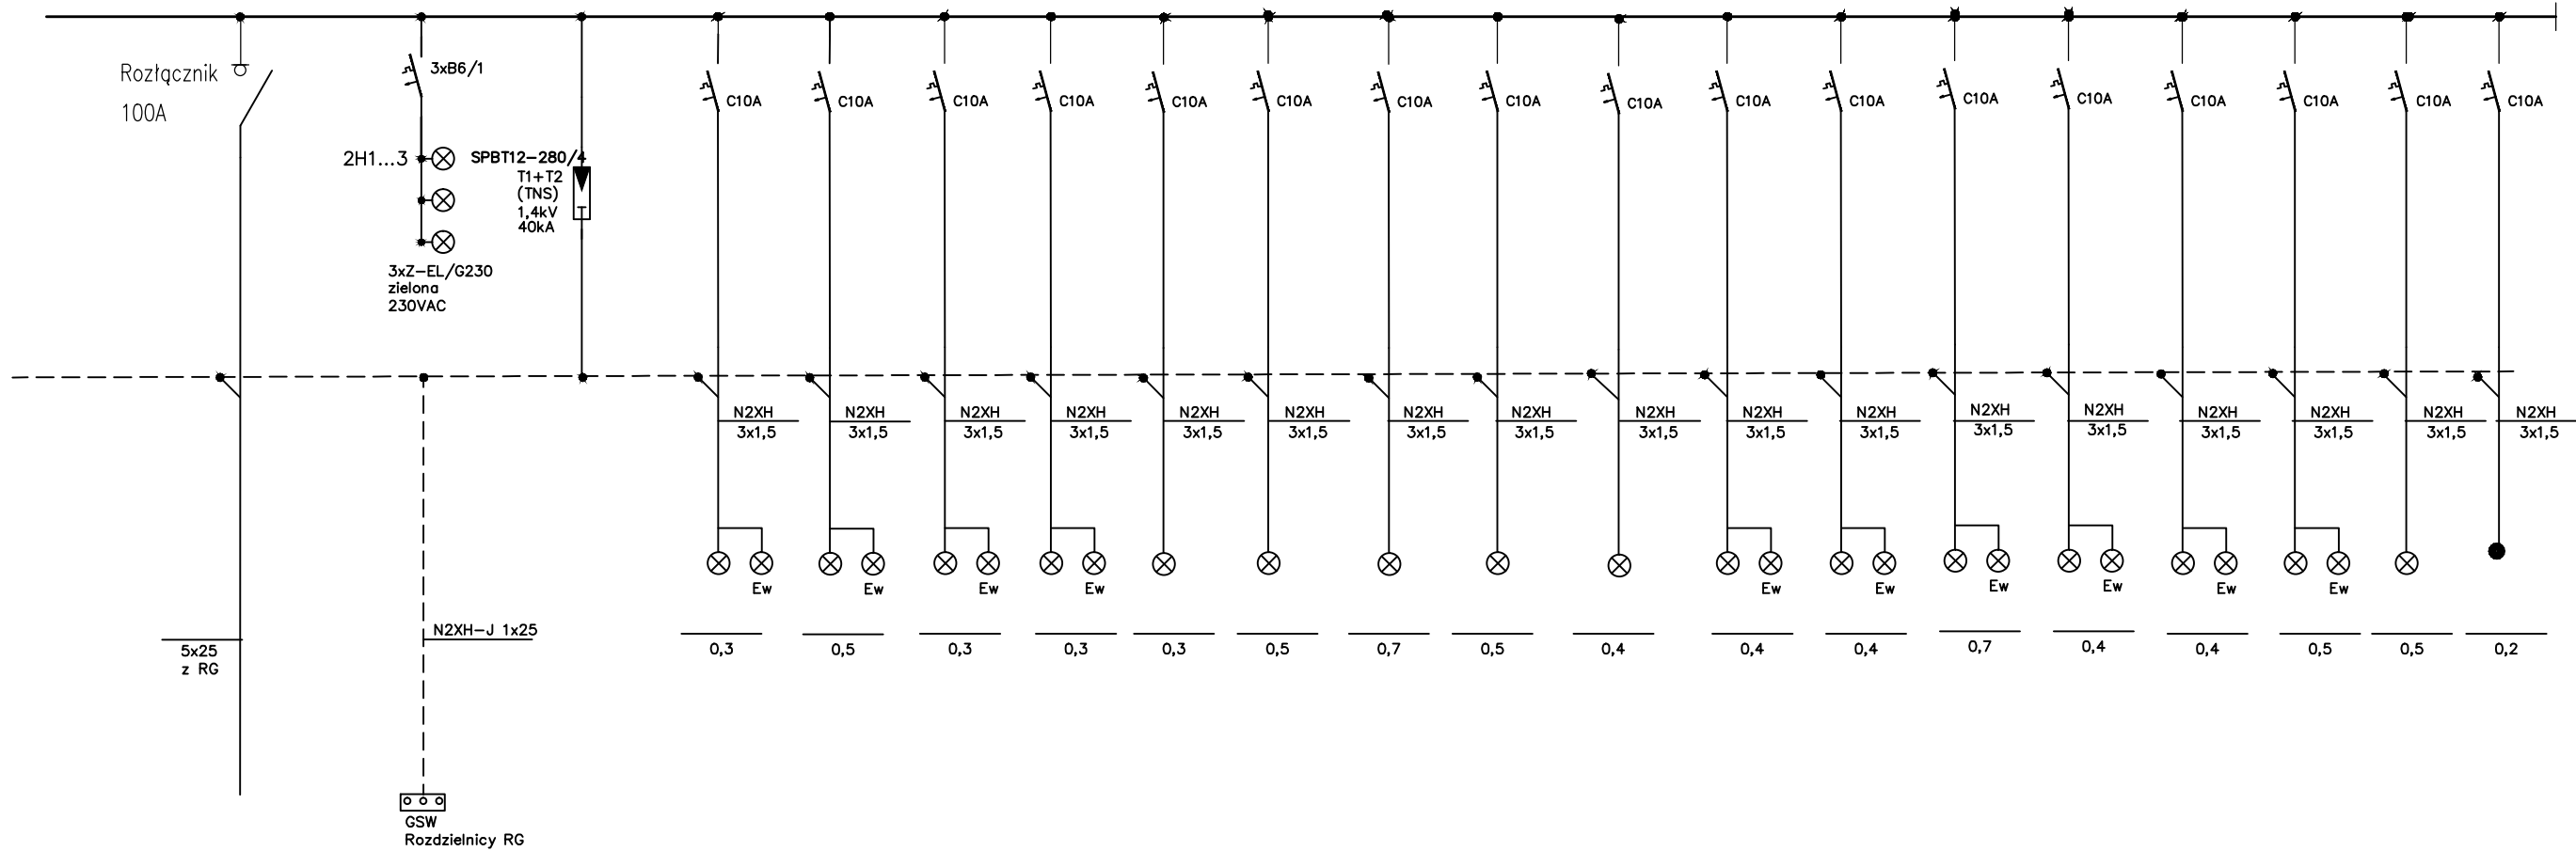 Rozłącznik
100A
3xB6/1
2H1...3
SPBT12-280/4
T1+T2
(TNS)
1,4kV
40kA
3xZ-EL/G230
zielona
230VAC
C10A C10A C10A C10A C10A C10A C10A C10A C10A C10A C10A C10A C10A C10A C10A C10A C10A
N2XH N2XH N2XH N2XH N2XH N2XH N2XH N2XH N2XH N2XH N2XH N2XH N2XH N2XH N2XH N2XH N2XH
3x1,5 3x1,5 3x1,5 3x1,5 3x1,5 3x1,5 3x1,5 3x1,5 3x1,5 3x1,5 3x1,5 3x1,5 3x1,5 3x1,5 3x1,5 3x1,5 3x1,5
Ew Ew Ew Ew Ew Ew Ew Ew Ew Ew
5x25
z RG
N2XH-J 1x25
0,3 0,5 0,3 0,3 0,3 0,5 0,7 0,5 0,4 0,4 0,4 0,7 0,4 0,4 0,5 0,5 0,2
GSW
Rozdzielnicy RG